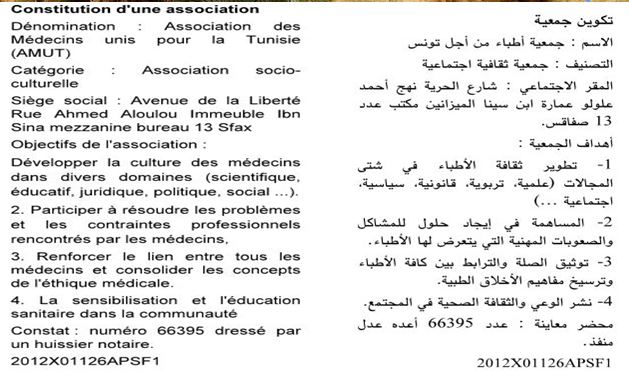 Constitution d'une association
Dénomination : Association des
Médecins unis pour la Tunisie
(AMUT)
Catégorie : Association socio-
culturelle
Siège social : Avenue de la Liberté
Rue Ahmed Aloulou Immeuble Ibn
Sina mezzanine bureau 13 Sfax
Objectifs de l'association :
Développer la culture des médecins
dans divers domaines (scientifique,
éducatif, juridique, politique, social ...).
2. Participer à résoudre les problèmes
et les contraintes professionnels
rencontrés par les médecins,
3. Renforcer le lien entre tous les
médecins et consolider les concepts
de l'éthique médicale.
4. La sensibilisation et l'éducation
sanitaire dans la communauté
Constat : numéro 66395 dressé par
un huissier notaire.
2012X01126APSF1
تكوين جمعية
الاسم : جمعية أطباء من أجل تونس
التصنيف : جمعية ثقافية اجتماعية
المقر الاجتماعي : شارع الحرية نهج أحمد
علولو عمارة ابن سينا الميزانين مكتب عدد
13 صفاقس.
أهداف الجمعية :
1- تطوير ثقافة الأطباء في شتى
المجالات (علمية، تربوية، قانونية، سياسية،
اجتماعية ...)
2- المساهمة في إيجاد حلول للمشاكل
والصعوبات المهنية التي يتعرض لها الأطباء.
3- توثيق الصلة والترابط بين كافة الأطباء
وترسيخ مفاهيم الأخلاق الطبية.
4- نشر الوعي والثقافة الصحية في المجتمع.
محضر معاينة : عدد 66395 أعده عدل
منفذ.
2012X01126APSF1